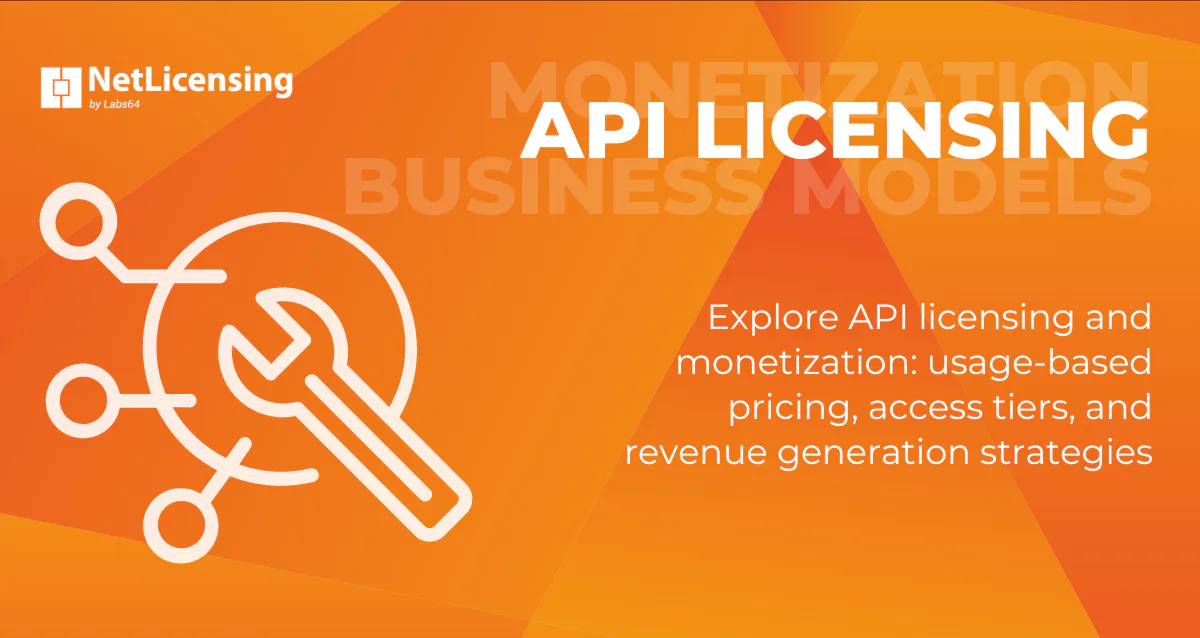 NetLicensing
by Labs64
MONETIZATION
API LICENSING
BUSINESS MODELS
Explore API licensing and
monetization: usage-based
pricing, access tiers, and
revenue generation strategies